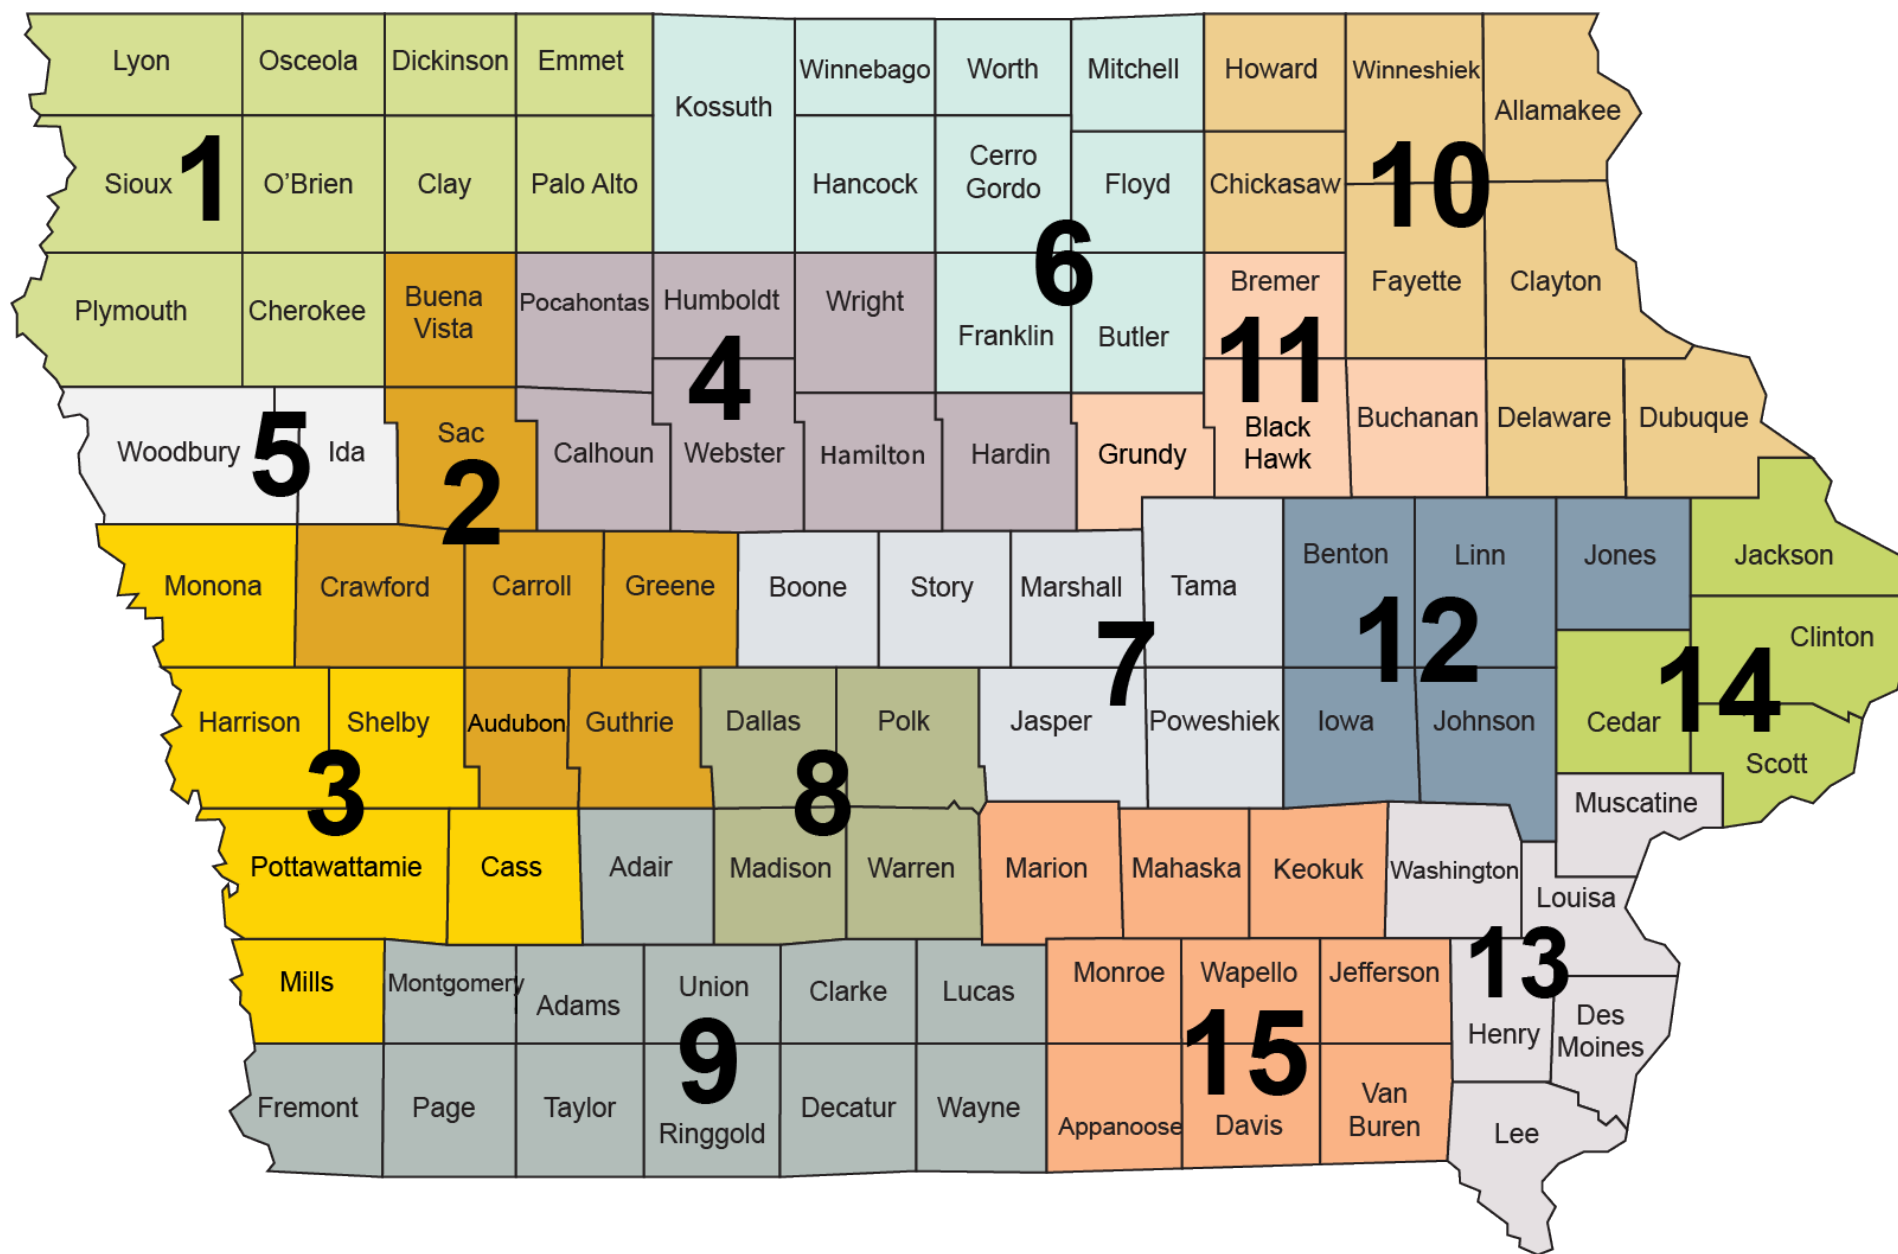 Lyon
Osceola
Dickinson
Emmet
Kossuth
Winnebago
Worth
Mitchell
Howard
Winneshiek
Allamakee
Sioux
1
O'Brien
Clay
Palo Alto
Hancock
Cerro
Gordo
Floyd
Chickasaw
10
6
Plymouth
Cherokee
Buena
Vista
Pocahontas
Humboldt
Wright
Franklin
Butler
Bremer
11
Fayette
Clayton
4
Woodbury
5
Ida
Sac
2
Calhoun
Webster
Hamilton
Hardin
Grundy
Black
Hawk
Buchanan
Delaware
Dubuque
Monona
Crawford
Carroll
Greene
Boone
Story
Marshall
Tama
7
Benton
Linn
Jones
12
Jackson
Clinton
14
Harrison
Shelby
3
Audubon
Guthrie
Dallas
Polk
8
Jasper
Poweshiek
Iowa
Johnson
Cedar
Scott
Muscatine
Pottawattamie
Cass
Adair
Madison
Warren
Marion
Mahaska
Keokuk
Washington
Louisa
13
Mills
Montgomery
Adams
Union
Clarke
Lucas
Monroe
Wapello
Jefferson
Henry
Des
Moines
9
15
Fremont
Page
Taylor
Ringgold
Decatur
Wayne
Appanoose
Davis
Van
Buren
Lee